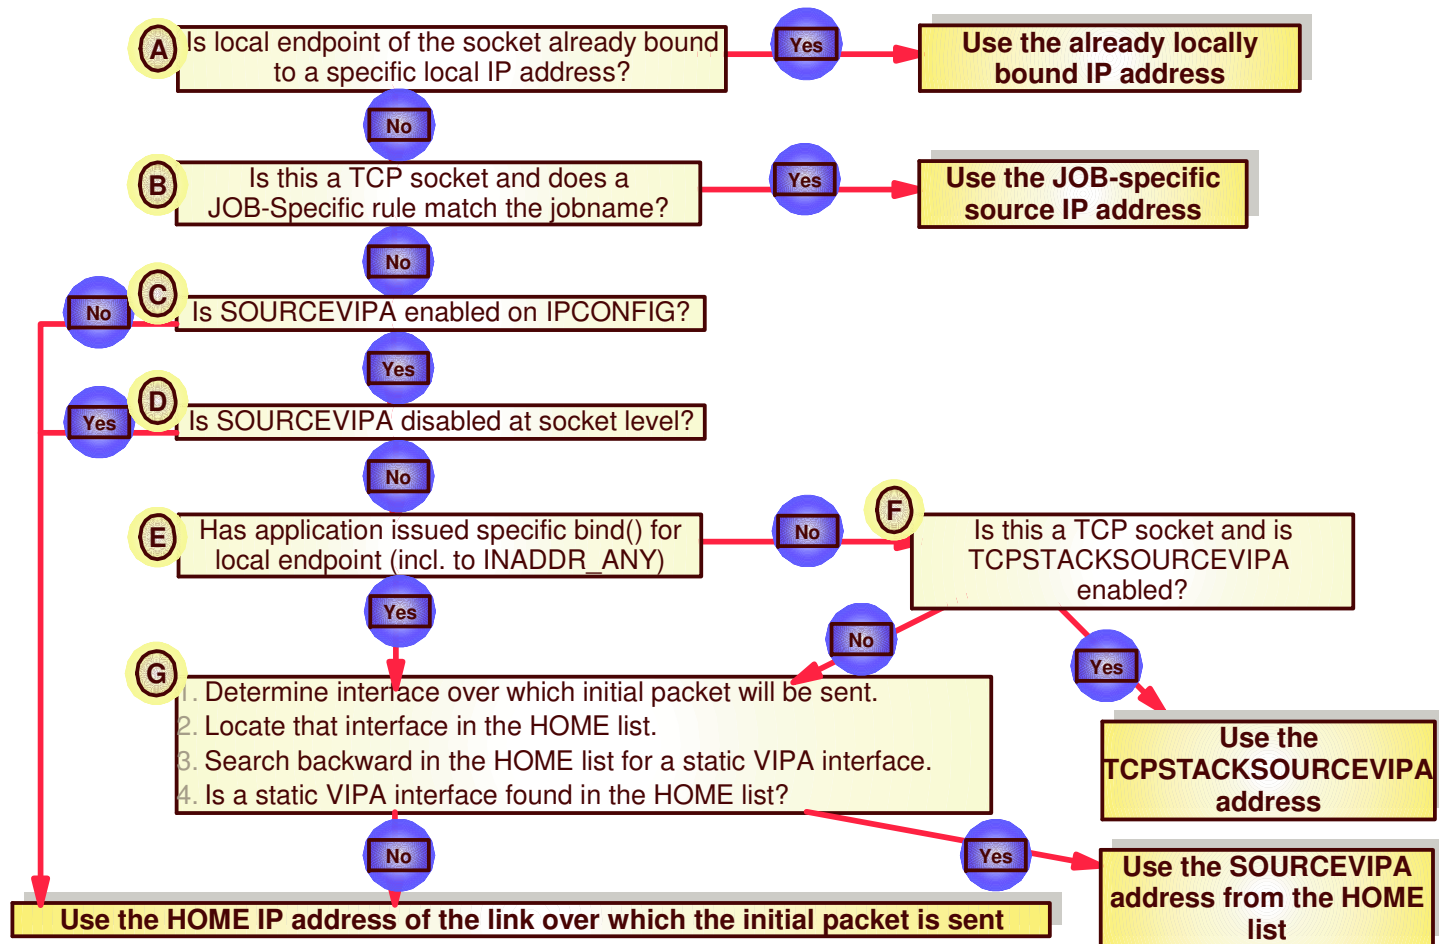 A
Is local endpoint of the socket already bound
to a specific local IP address?
Yes
Use the already locally
bound IP address
No
B
Is this a TCP socket and does a
JOB-Specific rule match the jobname?
Yes
Use the JOB-specific
source IP address
No
C
No
Is SOURCEVIPA enabled on IPCONFIG?
Yes
D
Yes
Is SOURCEVIPA disabled at socket level?
No
E
Has application issued specific bind() for
local endpoint (incl. to INADDR_ANY)
No
F
Is this a TCP socket and is
TCPSTACKSOURCEVIPA
enabled?
Yes
No
Yes
G
1. Determine interface over which initial packet will be sent.
2. Locate that interface in the HOME list.
3. Search backward in the HOME list for a static VIPA interface.
4. Is a static VIPA interface found in the HOME list?
Use the
TCPSTACKSOURCEVIPA
address
No
Yes
Use the SOURCEVIPA
address from the HOME
list
Use the HOME IP address of the link over which the initial packet is sent